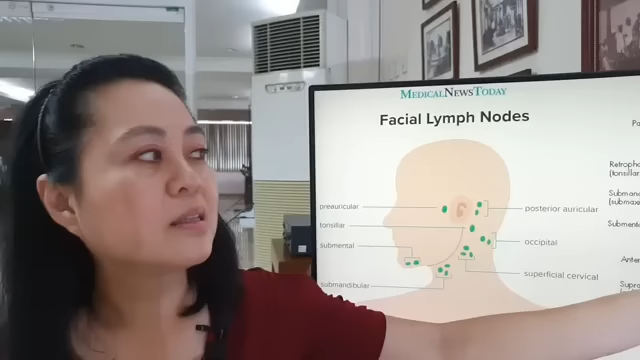 MEDICALNEWSTODAY
Facial Lymph Nodes
preauricular
tonsillar
submental
submandibular
posterior auricular
occipital
superficial cervical